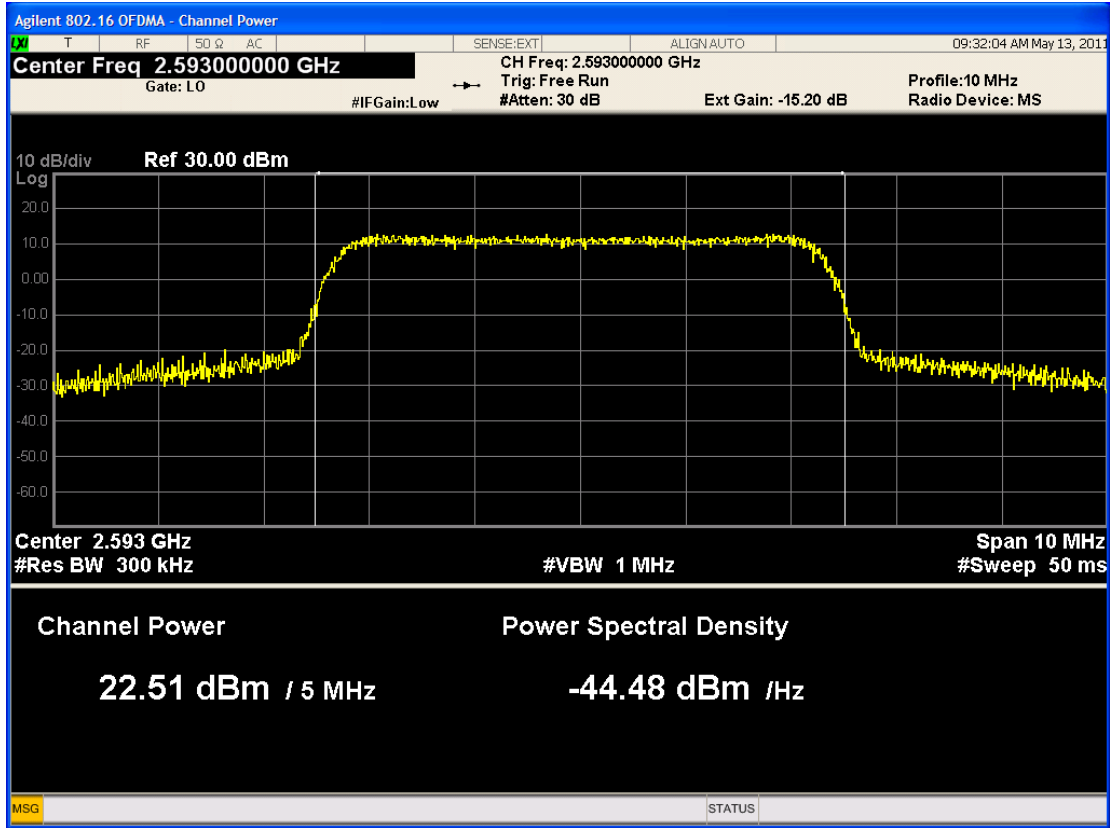 Agilent 802.16 OFDMA - Channel Power
LXI T RF 50 Ω AC SENSE:EXT ALIGNAUTO 09:32:04 AM May 13, 2011
Center Freq 2.593000000 GHz CH Freq: 2.593000000 GHz
Gate: LO Trig: Free Run Profile:10 MHz
#IFGain:Low #Atten: 30 dB Ext Gain: -15.20 dB Radio Device: MS
10 dB/div Ref 30.00 dBm
Log
20.0
10.0
0.00
-10.0
-20.0
-30.0
-40.0
-50.0
-60.0
Center 2.593 GHz Span 10 MHz
#Res BW 300 kHz #VBW 1 MHz #Sweep 50 ms
Channel Power Power Spectral Density
22.51 dBm / 5 MHz -44.48 dBm /Hz
MSG STATUS